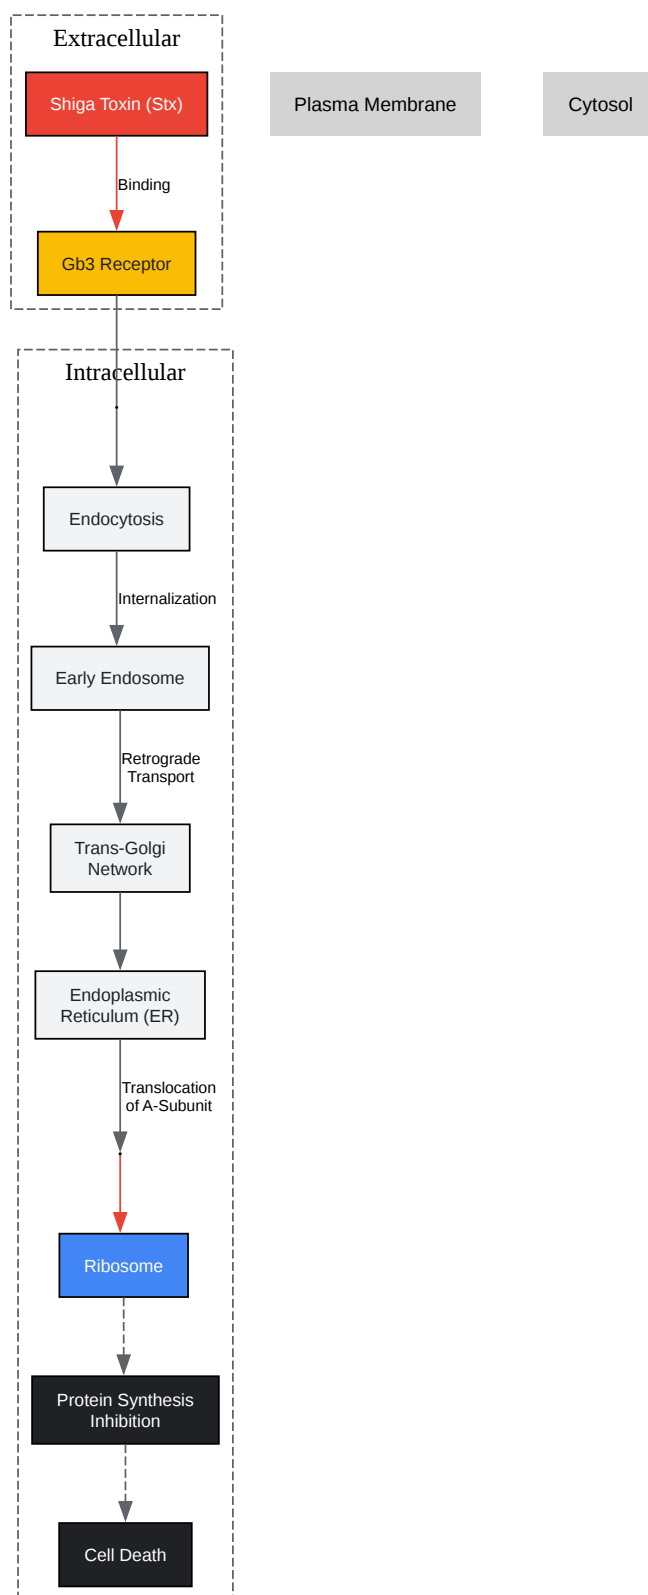 Extracellular
Shiga Toxin (Stx)
Plasma Membrane
Cytosol
Binding
Gb3 Receptor
Intracellular
Endocytosis
Internalization
Early Endosome
Retrograde
Transport
Trans-Golgi
Network
Endoplasmic
Reticulum (ER)
Translocation
of A-Subunit
Ribosome
Protein Synthesis
Inhibition
Cell Death